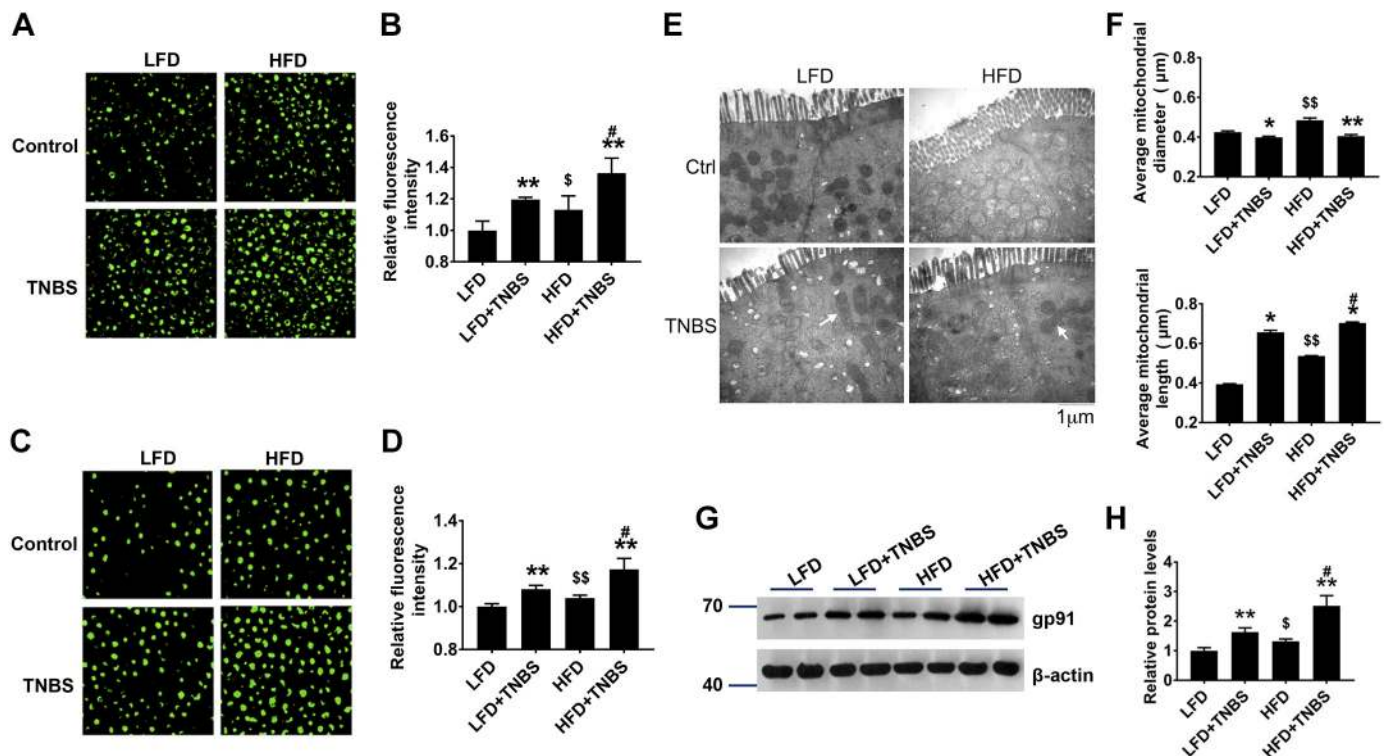 A
LFD HFD
Control
TNBS
B
Relative fluorescence
intensity
1.6
1.4
1.2
1.0
0.8
#
** $ **
LFD
LFD+TNBS
HFD
HFD+TNBS
C
LFD HFD
Control
TNBS
D
Relative fluorescence
intensity
1.4
1.2
1.0
0.8
#
** $$ **
LFD
LFD+TNBS
HFD
HFD+TNBS
E
LFD HFD
Ctrl
TNBS
1μm
F
Average mitochondrial
diameter ( μm)
0.8
0.6
0.4
0.2
* $$ **
LFD
LFD+TNBS
HFD
HFD+TNBS
Average mitochondrial
length ( μm)
0.8
0.6
0.4
0.2
#
* $$ *
LFD
LFD+TNBS
HFD
HFD+TNBS
G
LFD LFD+TNBS HFD HFD+TNBS
70
gp91
β-actin
40
H
Relative protein levels
4
3
2
1
0
#
** $ **
LFD
LFD+TNBS
HFD
HFD+TNBS